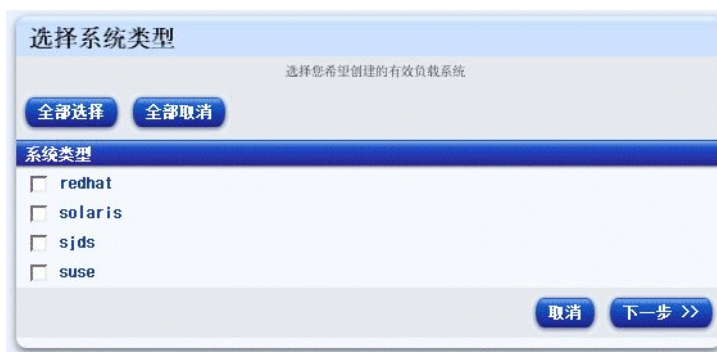 选择系统类型
选择您希望创建的有效负载系统
全部选择 全部取消
系统类型
redhat
solaris
sjds
suse
取消 下一步 >>